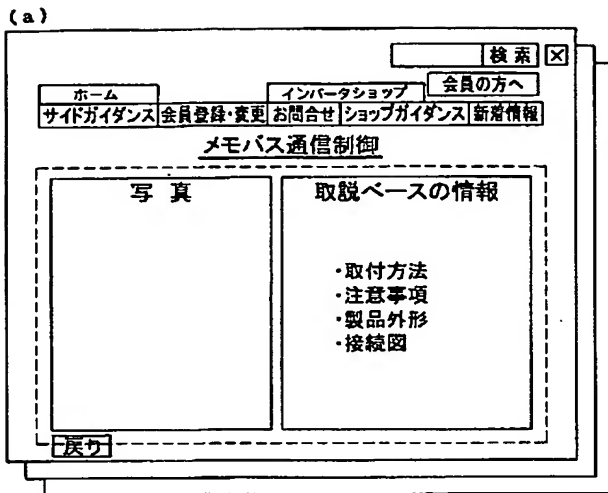 (a)
検索 ☒
ホーム インバータショップ 会員の方へ
サイドガイダンス 会員登録・変更 お問合せ ショップガイダンス 新着情報
メモバス通信制御
写真 取説ベースの情報
・取付方法
・注意事項
・製品外形
・接続図
戻り